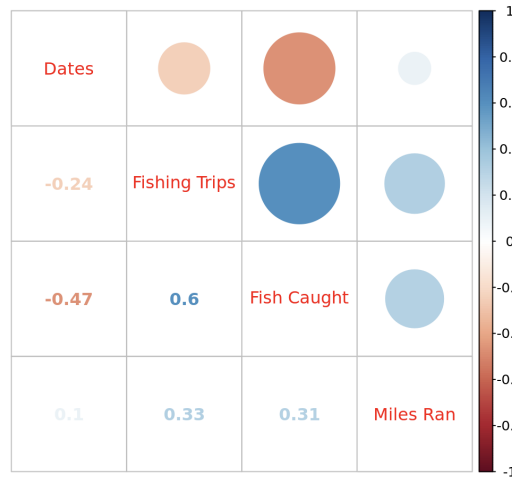 Dates
-0.24 Fishing Trips
-0.47 0.6 Fish Caught
0.1 0.33 0.31 Miles Ran
1
0